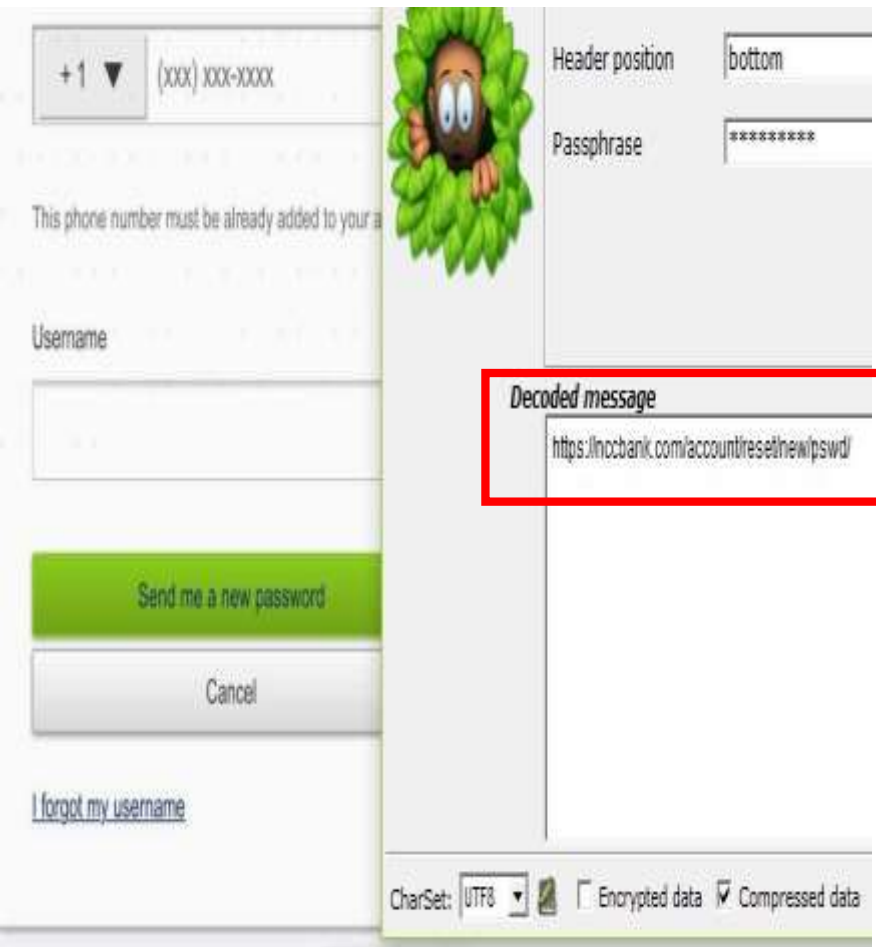 +1 ▼ (xxx) xxx-xxxx
This phone number must be already added to your a
Username
Send me a new password
Cancel
I forgot my username
Header position bottom
Passphrase *********
Decoded message
https://nccbank.com/account/reset/new/pswd/
CharSet: UTF8 Encrypted data Compressed data